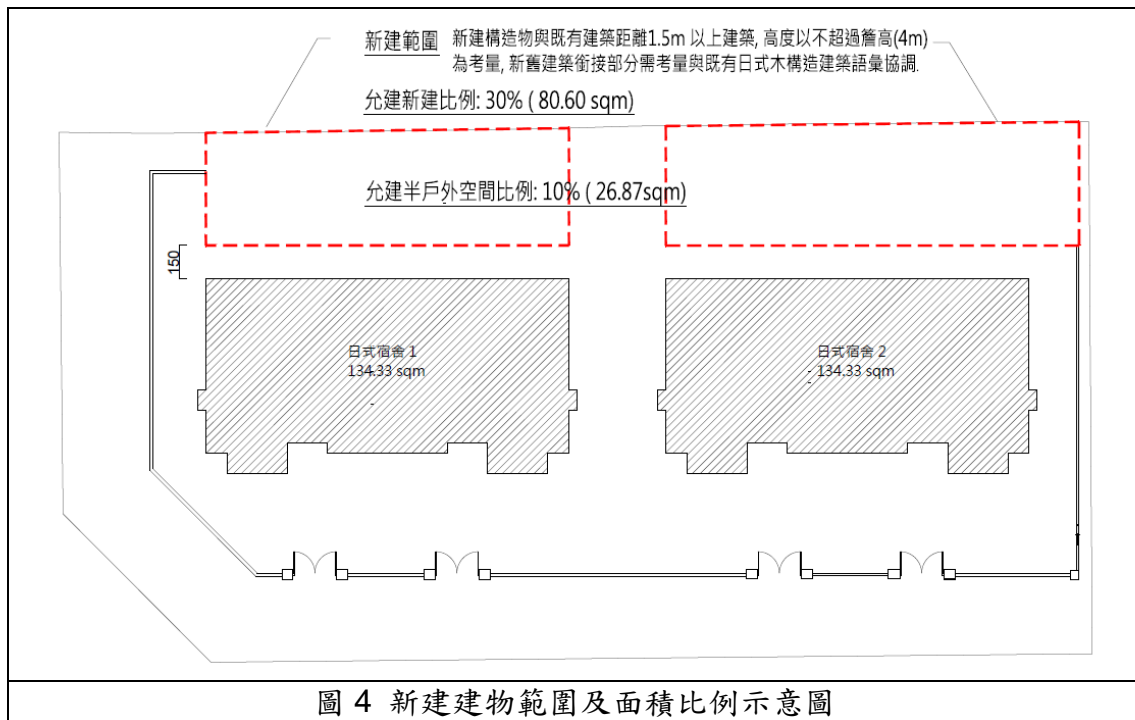 新建範圍 新建構造物與既有建築距離1.5m 以上建築, 高度以不超過簷高(4m)
為考量, 新舊建築銜接部分需考量與既有日式木構造建築語彙協調.
允建新建比例: 30% ( 80.60 sqm)
允建半戶外空間比例: 10% ( 26.87sqm)
150
日式宿舍 1
134.33 sqm
日式宿舍 2
134.33 sqm
圖 4 新建建物範圍及面積比例示意圖